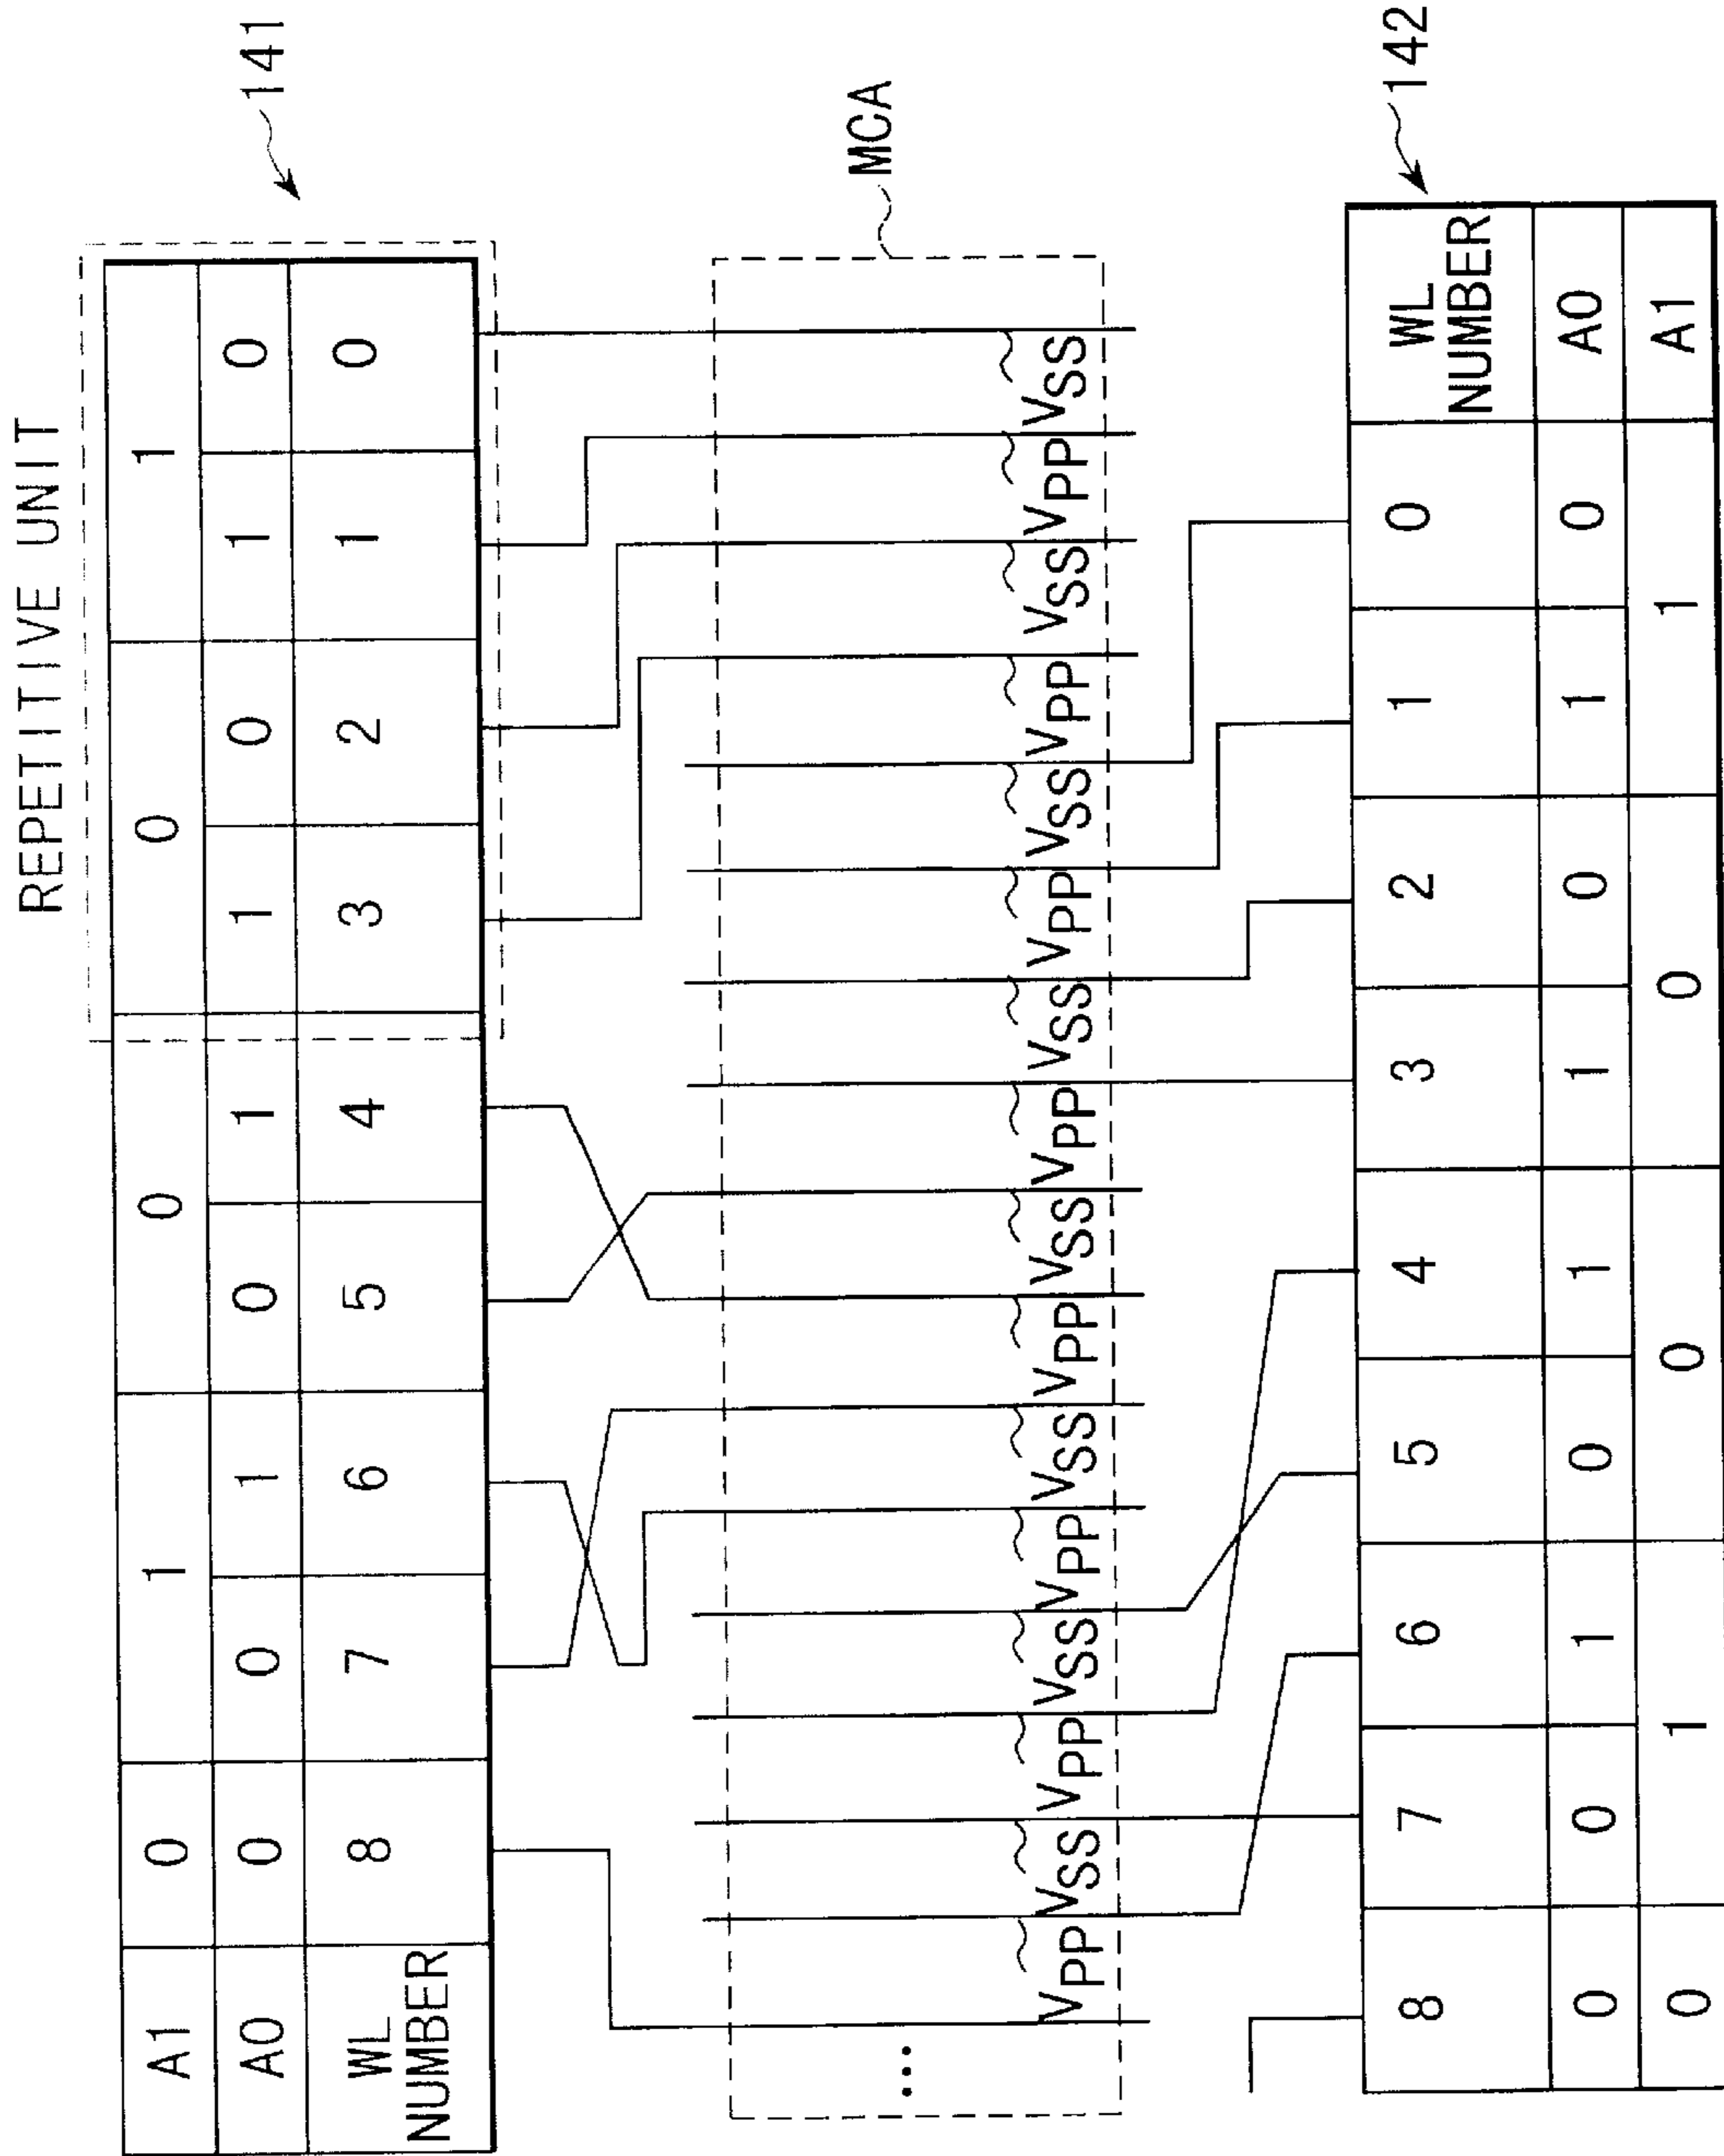 REPETITIVE UNIT
A1 0 1 0 0 1
A0 0 0 1 0 1 1 0 1 0
WL NUMBER 8 7 6 5 4 3 2 1 0
141
MCA
...
VPP VSS VPP VSS VPP VSS VPP VSS VPP VSS VPP VSS VPP VSS VPP VSS
142
8 7 6 5 4 3 2 1 0 WL NUMBER
0 0 1 0 1 1 0 1 0 A0
0 1 0 0 1 A1